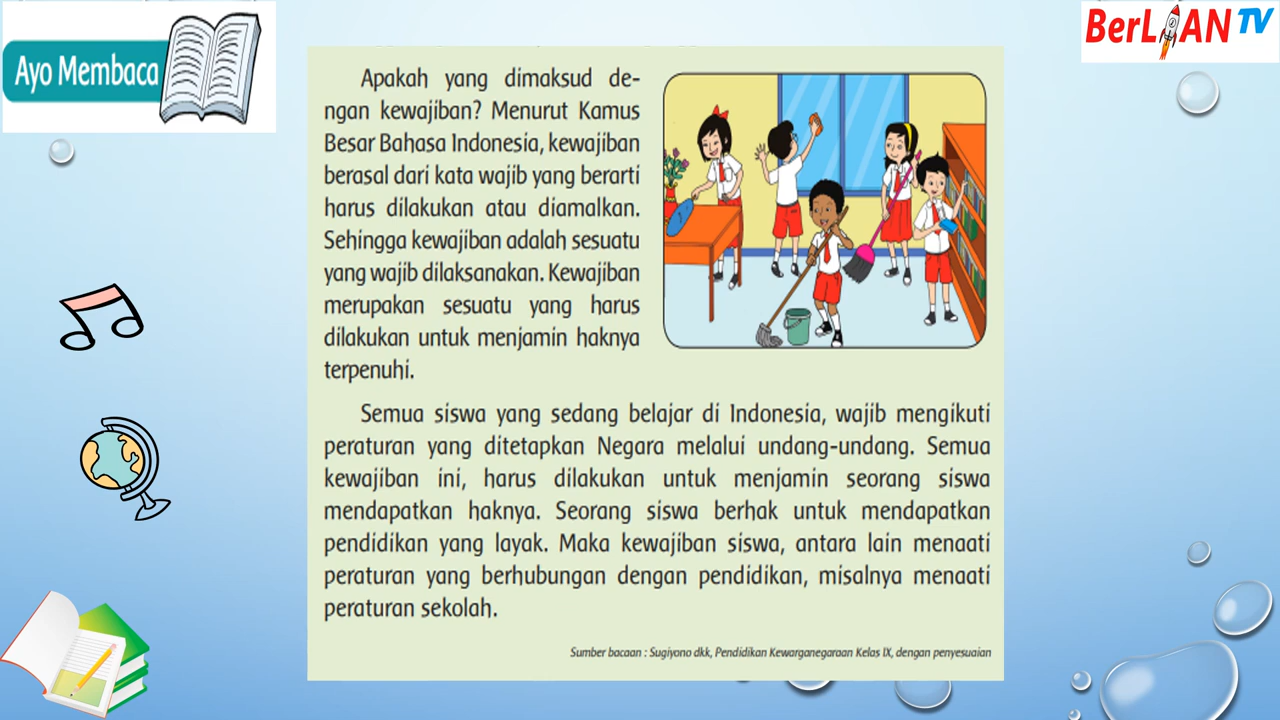 Ayo Membaca
BerLIAN TV
Apakah yang dimaksud de-
ngan kewajiban? Menurut Kamus
Besar Bahasa Indonesia, kewajiban
berasal dari kata wajib yang berarti
harus dilakukan atau diamalkan.
Sehingga kewajiban adalah sesuatu
yang wajib dilaksanakan. Kewajiban
merupakan sesuatu yang harus
dilakukan untuk menjamin haknya
terpenuhi.
Semua siswa yang sedang belajar di Indonesia, wajib mengikuti
peraturan yang ditetapkan Negara melalui undang-undang. Semua
kewajiban ini, harus dilakukan untuk menjamin seorang siswa
mendapatkan haknya. Seorang siswa berhak untuk mendapatkan
pendidikan yang layak. Maka kewajiban siswa, antara lain menaati
peraturan yang berhubungan dengan pendidikan, misalnya menaati
peraturan sekolah.
Sumber bacaan : Sugiyono dkk, Pendidikan Kewarganegaraan Kelas IX, dengan penyesuaian